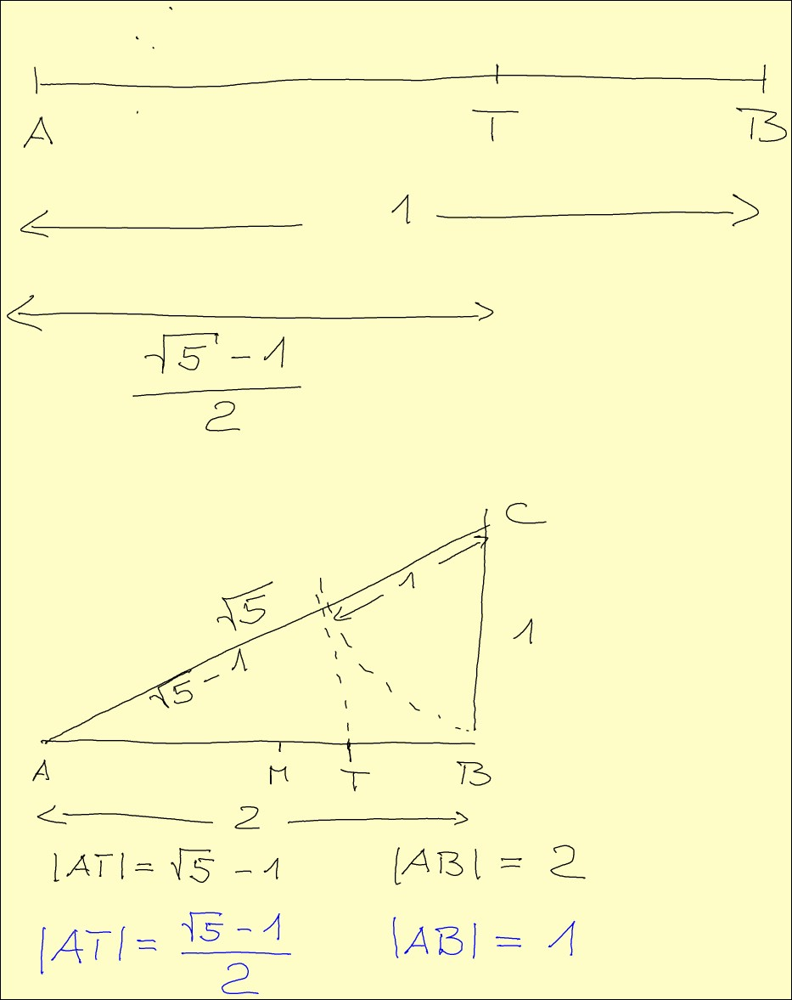 A T B
1
√5 - 1
2
C
√5 1
1
√5 - 1
A M T B
2
|AT| = √5 - 1 |AB| = 2
|AT| = (√5 - 1)/2 |AB| = 1